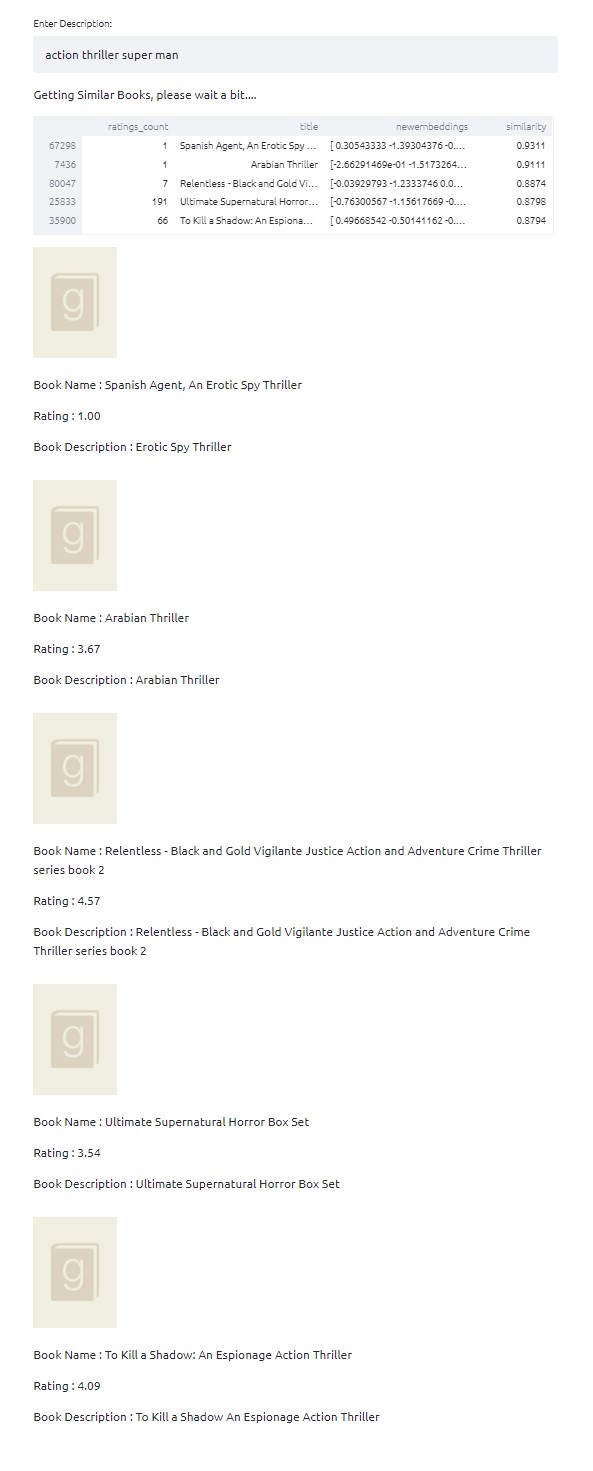 Enter Description:
action thriller super man
Getting Similar Books, please wait a bit....
ratings_count title newembeddings similarity
67298 1 Spanish Agent, An Erotic Spy ... [ 0.30543333 -1.39304376 -0.... 0.9311
7436 1 Arabian Thriller [-2.66291469e-01 -1.5173264... 0.9111
80047 7 Relentless - Black and Gold Vi... [-0.03929793 -1.2333746 0.0... 0.8874
25833 191 Ultimate Supernatural Horror... [-0.76300567 -1.15617669 -0.... 0.8798
35900 66 To Kill a Shadow: An Espiona... [ 0.49668542 -0.50141162 -0.... 0.8794
g
Book Name : Spanish Agent, An Erotic Spy Thriller
Rating : 1.00
Book Description : Erotic Spy Thriller
g
Book Name : Arabian Thriller
Rating : 3.67
Book Description : Arabian Thriller
g
Book Name : Relentless - Black and Gold Vigilante Justice Action and Adventure Crime Thriller
series book 2
Rating : 4.57
Book Description : Relentless - Black and Gold Vigilante Justice Action and Adventure Crime
Thriller series book 2
g
Book Name : Ultimate Supernatural Horror Box Set
Rating : 3.54
Book Description : Ultimate Supernatural Horror Box Set
g
Book Name : To Kill a Shadow: An Espionage Action Thriller
Rating : 4.09
Book Description : To Kill a Shadow An Espionage Action Thriller